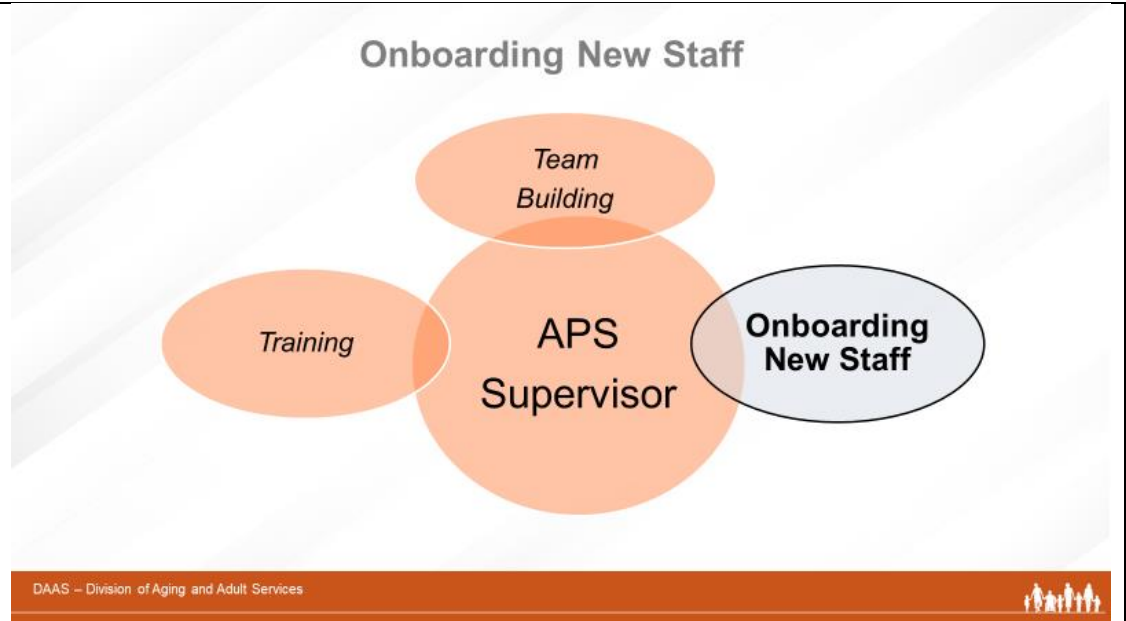 Onboarding New Staff
Team
Building
Training
APS
Supervisor
Onboarding
New Staff
DAAS – Division of Aging and Adult Services